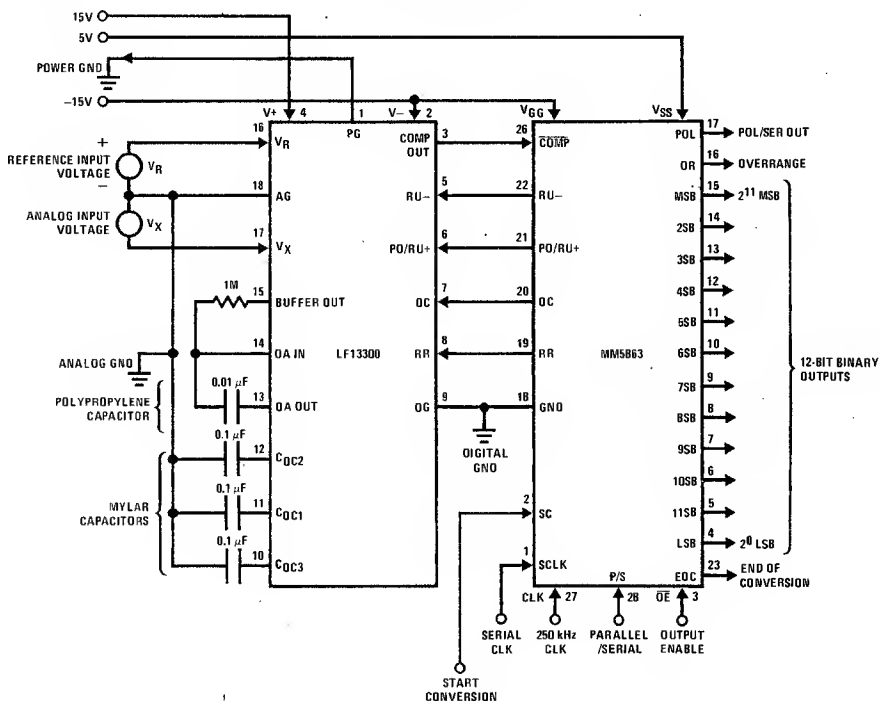 15V
5V
POWER GND
-15V
V+ 4
1
V- 2
VGG
VSS
PG
16 VR
COMP OUT 3
26 COMP
POL 17 POL/SER OUT
+
REFERENCE INPUT VOLTAGE
VR
-
OR 16 OVERRANGE
18 AG
RU- 5
22 RU-
MSB 15 2^11 MSB
ANALOG INPUT VOLTAGE
VX
2SB 14
17 VX
PO/RU+ 6
21 PO/RU+
3SB 13
4SB 12
1M
15 BUFFER OUT
OC 7
20 OC
5SB 11
14 OA IN
LF13300
RR 8
19 RR
MM5863
6SB 10
12-BIT BINARY OUTPUTS
ANALOG GND
7SB 9
POLYPROPYLENE CAPACITOR
0.01 µF
13 OA OUT
OG 9
18 GND
8SB 8
DIGITAL GND
0.1 µF
12 COC2
9SB 7
10SB 6
MYLAR CAPACITORS
0.1 µF
11 COC1
2 SC
11SB 5
0.1 µF
10 COC3
LSB 4 2^0 LSB
1 SCLK
EOC 23 END OF CONVERSION
P/S
CLK 27
28
OE 3
SERIAL CLK
250 kHz CLK
PARALLEL /SERIAL
OUTPUT ENABLE
START CONVERSION